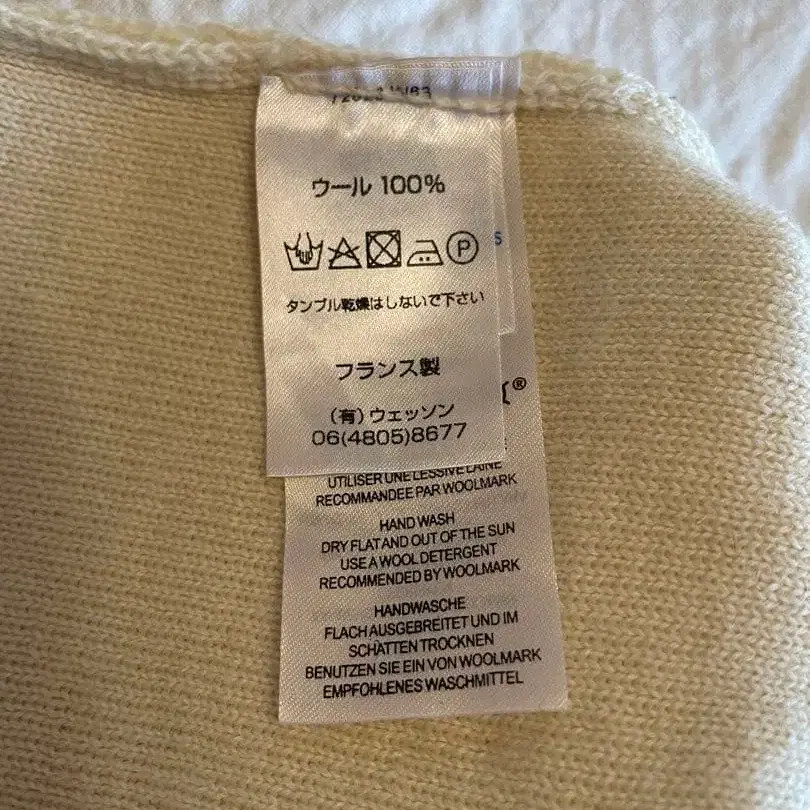 ウール 100%
P
S
タンブル乾燥はしないで下さい
フランス製
®
(有)ウェッソン
06(4805)8677
UTILISER UNE LESSIVE LAINE
RECOMMANDEE PAR WOOLMARK
HAND WASH
DRY FLAT AND OUT OF THE SUN
USE A WOOL DETERGENT
RECOMMENDED BY WOOLMARK
HANDWASCHE
FLACH AUSGEBREITET UND IM
SCHATTEN TROCKNEN
BENUTZEN SIE EIN VON WOOLMARK
EMPFOHLENES WASCHMITTEL